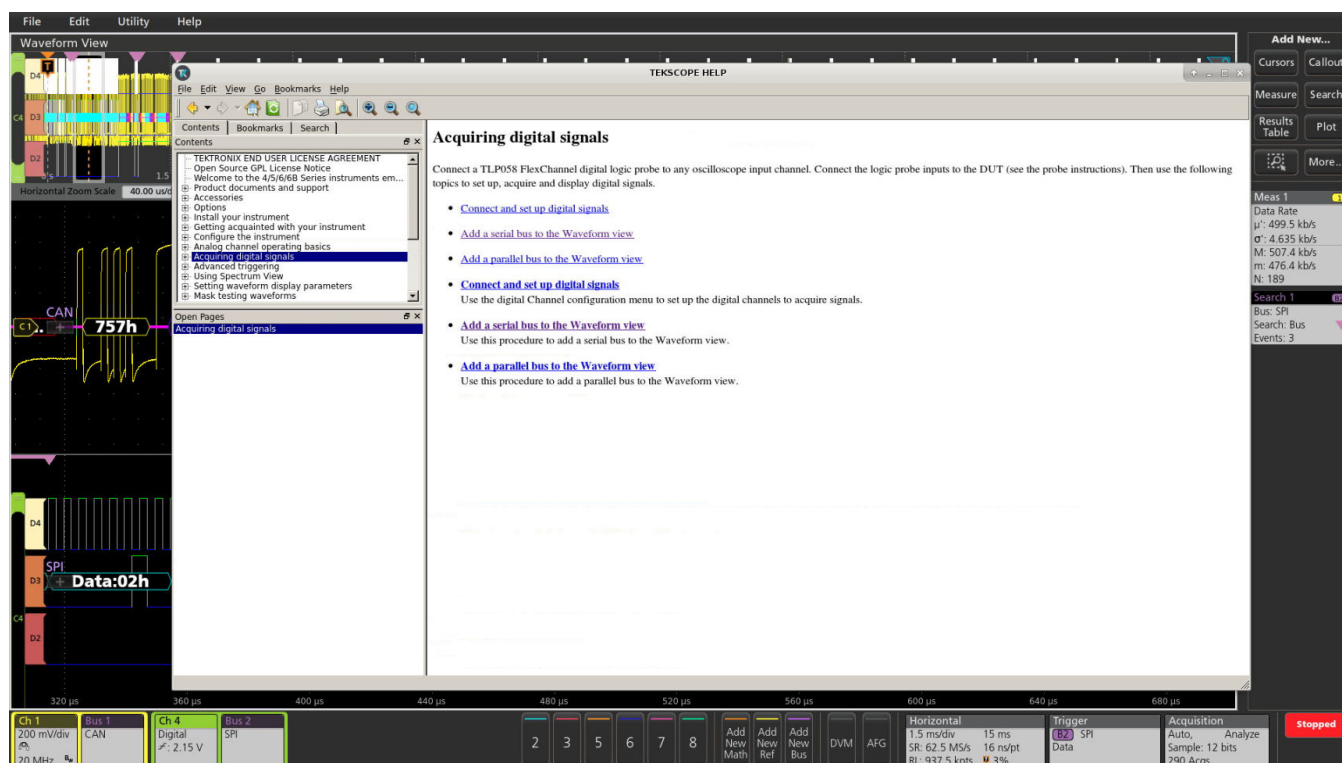 File Edit Utility Help
Waveform View
Add New...
Cursors Callout
Measure Search
Results Table Plot
More...
Meas 1
Data Rate
µ': 499.5 kb/s
σ': 4.635 kb/s
M: 507.4 kb/s
m: 476.4 kb/s
N: 189
Search 1
Bus: SPI
Search: Bus
Events: 3
D4
C4 D3
D2
T
1.5
Horizontal Zoom Scale 40.00 us/d
CAN
C1 757h
D4
SPI
D3 + Data:02h
C4
D2
TEKSCOPE HELP
File Edit View Go Bookmarks Help
Contents Bookmarks Search
Contents
TEKTRONIX END USER LICENSE AGREEMENT
Open Source GPL License Notice
Welcome to the 4/5/6/6B Series instruments em...
Product documents and support
Accessories
Options
Install your instrument
Getting acquainted with your instrument
Configure the instrument
Analog channel operating basics
Acquiring digital signals
Advanced triggering
Using Spectrum View
Setting waveform display parameters
Mask testing waveforms
Open Pages
Acquiring digital signals
Acquiring digital signals
Connect a TLP058 FlexChannel digital logic probe to any oscilloscope input channel. Connect the logic probe inputs to the DUT (see the probe instructions). Then use the following
topics to set up, acquire and display digital signals.
• Connect and set up digital signals
• Add a serial bus to the Waveform view
• Add a parallel bus to the Waveform view
• Connect and set up digital signals
Use the digital Channel configuration menu to set up the digital channels to acquire signals.
• Add a serial bus to the Waveform view
Use this procedure to add a serial bus to the Waveform view.
• Add a parallel bus to the Waveform view
Use this procedure to add a parallel bus to the Waveform view.
320 µs 360 µs 400 µs 440 µs 480 µs 520 µs 560 µs 600 µs 640 µs 680 µs
Ch 1
200 mV/div
20 MHz
Bus 1
CAN
Ch 4
Digital
: 2.15 V
Bus 2
SPI
2 3 5 6 7 8
Add New Math
Add New Ref
Add New Bus
DVM AFG
Horizontal
1.5 ms/div 15 ms
SR: 62.5 MS/s 16 ns/pt
RL: 937.5 kpts 3%
Trigger
B2 SPI
Data
Acquisition
Auto, Analyze
Sample: 12 bits
290 Acqs
Stopped